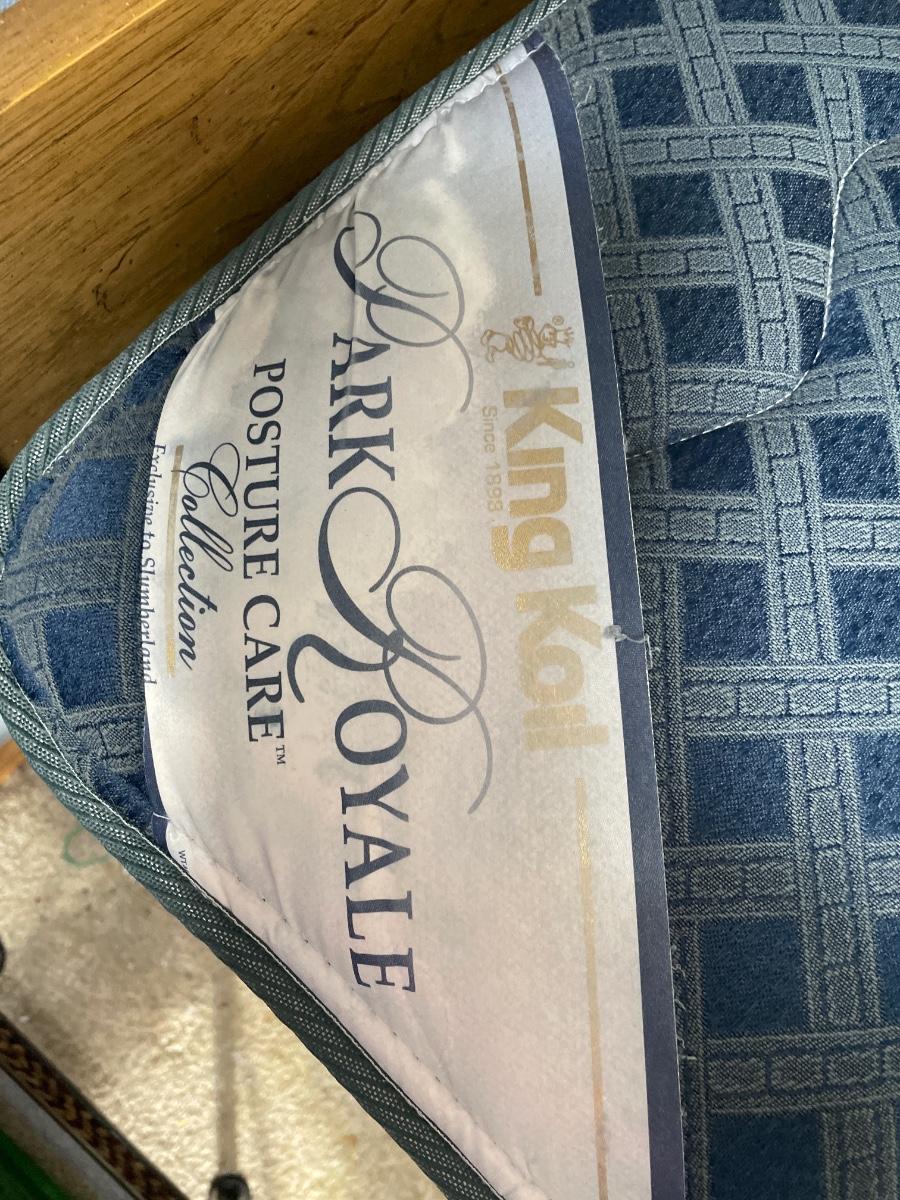 King Koil
®
Since 1898
PARK ROYALE
POSTURE CARE™
Collection
Exclusive to Slumberland